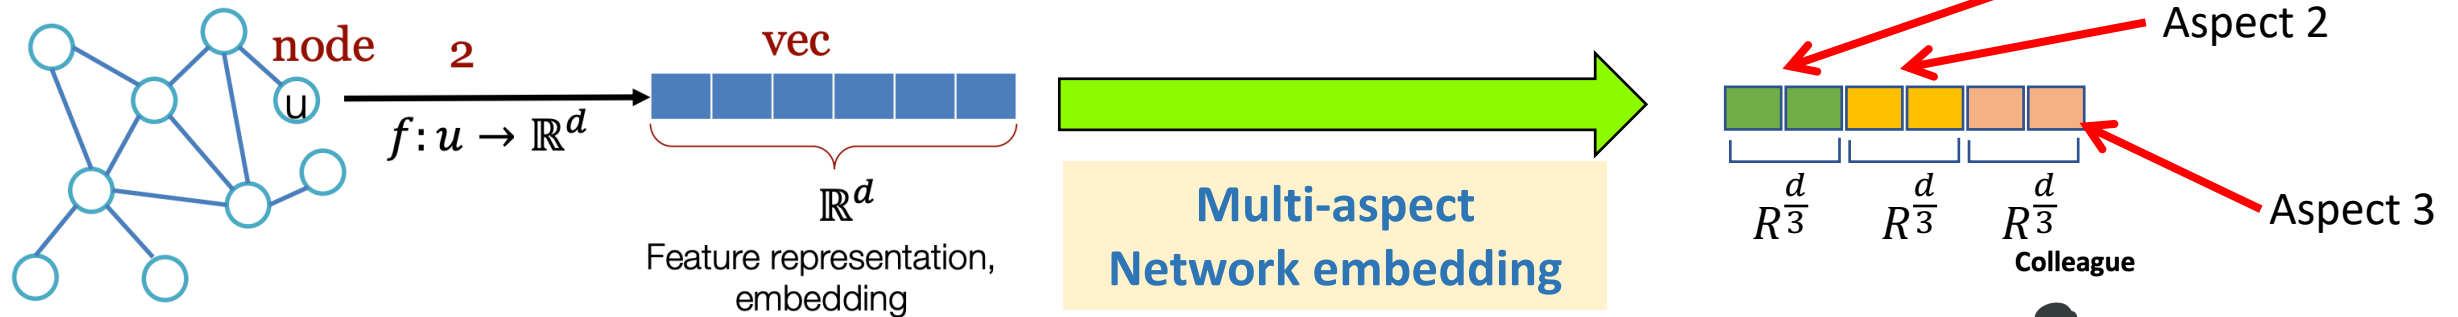 node 2 vec
u
f: u → ℝ^d
ℝ^d
Feature representation,
embedding
Multi-aspect
Network embedding
Aspect 2
R^{d/3} R^{d/3} R^{d/3}
Aspect 3
Colleague